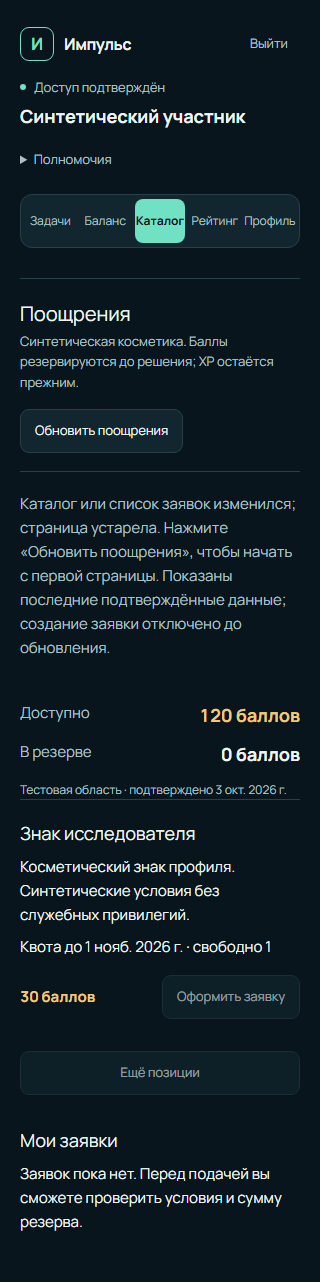 И Импульс Выйти
Доступ подтверждён
Синтетический участник
Полномочия
Задачи Баланс Каталог Рейтинг Профиль
Поощрения
Синтетическая косметика. Баллы
резервируются до решения; XP остаётся
прежним.
Обновить поощрения
Каталог или список заявок изменился;
страница устарела. Нажмите
«Обновить поощрения», чтобы начать
с первой страницы. Показаны
последние подтверждённые данные;
создание заявки отключено до
обновления.
Доступно 120 баллов
В резерве 0 баллов
Тестовая область · подтверждено 3 окт. 2026 г.
Знак исследователя
Косметический знак профиля.
Синтетические условия без
служебных привилегий.
Квота до 1 нояб. 2026 г. · свободно 1
30 баллов Оформить заявку
Ещё позиции
Мои заявки
Заявок пока нет. Перед подачей вы
сможете проверить условия и сумму
резерва.